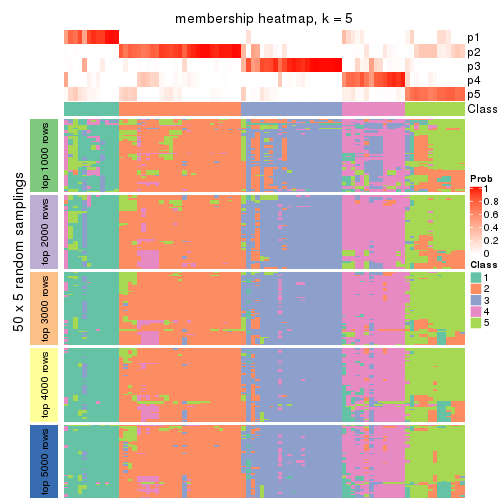 membership heatmap, k = 5
p1
p2
p3
p4
p5
Class
50 x 5 random samplings
top 1000 rows
top 2000 rows
top 3000 rows
top 4000 rows
top 5000 rows
Prob
1
0.8
0.6
0.4
0.2
0
Class
1
2
3
4
5